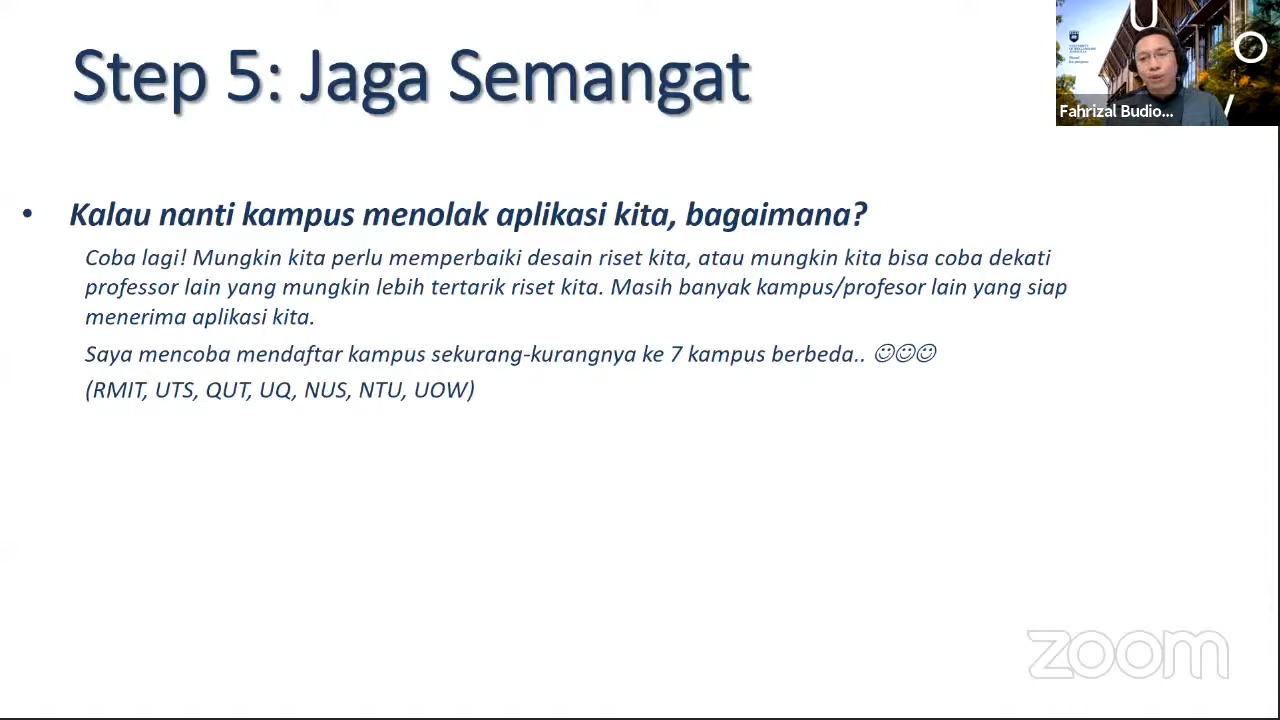 Step 5: Jaga Semangat
• Kalau nanti kampus menolak aplikasi kita, bagaimana?
Coba lagi! Mungkin kita perlu memperbaiki desain riset kita, atau mungkin kita bisa coba dekati
professor lain yang mungkin lebih tertarik riset kita. Masih banyak kampus/profesor lain yang siap
menerima aplikasi kita.
Saya mencoba mendaftar kampus sekurang-kurangnya ke 7 kampus berbeda.. ☺☺☺
(RMIT, UTS, QUT, UQ, NUS, NTU, UOW)
U
O
Fahrizal Budio...
zoom